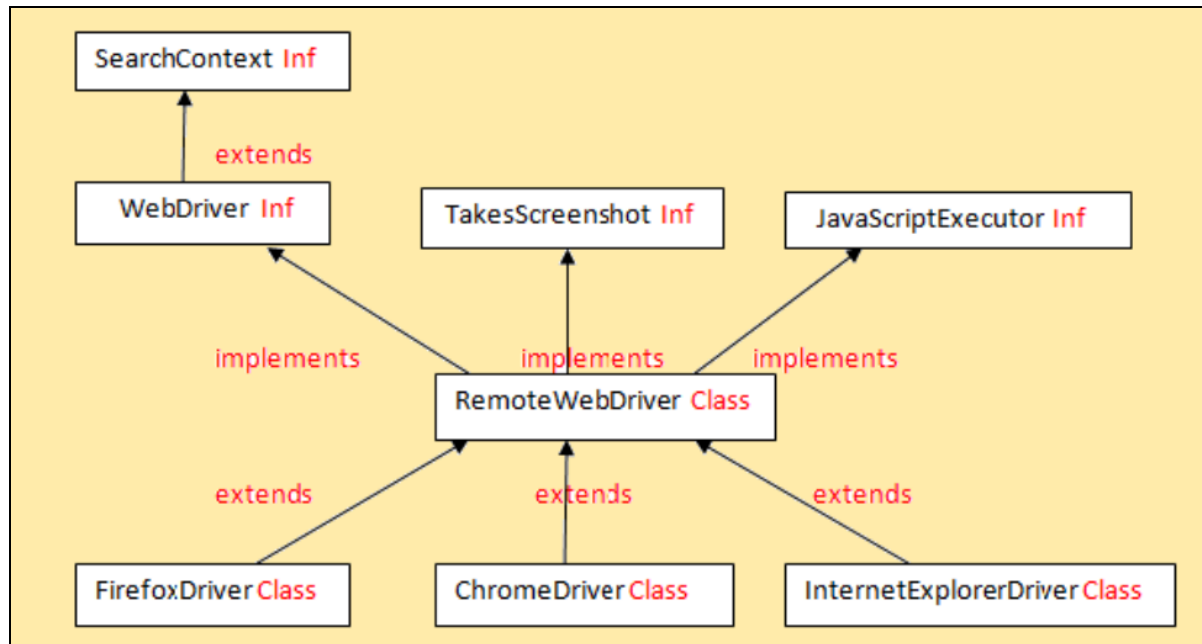 SearchContext Inf
extends
WebDriver Inf
TakesScreenshot Inf
JavaScriptExecutor Inf
implements
implements
implements
RemoteWebDriver Class
extends
extends
extends
FirefoxDriver Class
ChromeDriver Class
InternetExplorerDriver Class